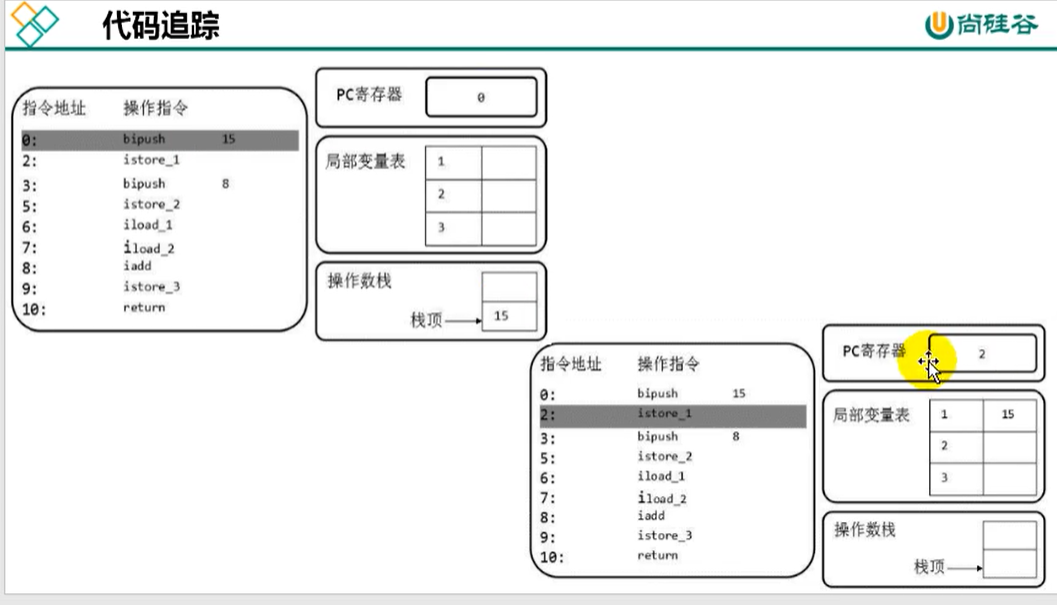 代码追踪
尚硅谷
指令地址 操作指令
0: bipush 15
2: istore_1
3: bipush 8
5: istore_2
6: iload_1
7: iload_2
8: iadd
9: istore_3
10: return
PC寄存器 0
局部变量表 1
2
3
操作数栈
栈顶 15
指令地址 操作指令
0: bipush 15
2: istore_1
3: bipush 8
5: istore_2
6: iload_1
7: iload_2
8: iadd
9: istore_3
10: return
PC寄存器 2
局部变量表 1 15
2
3
操作数栈
栈顶